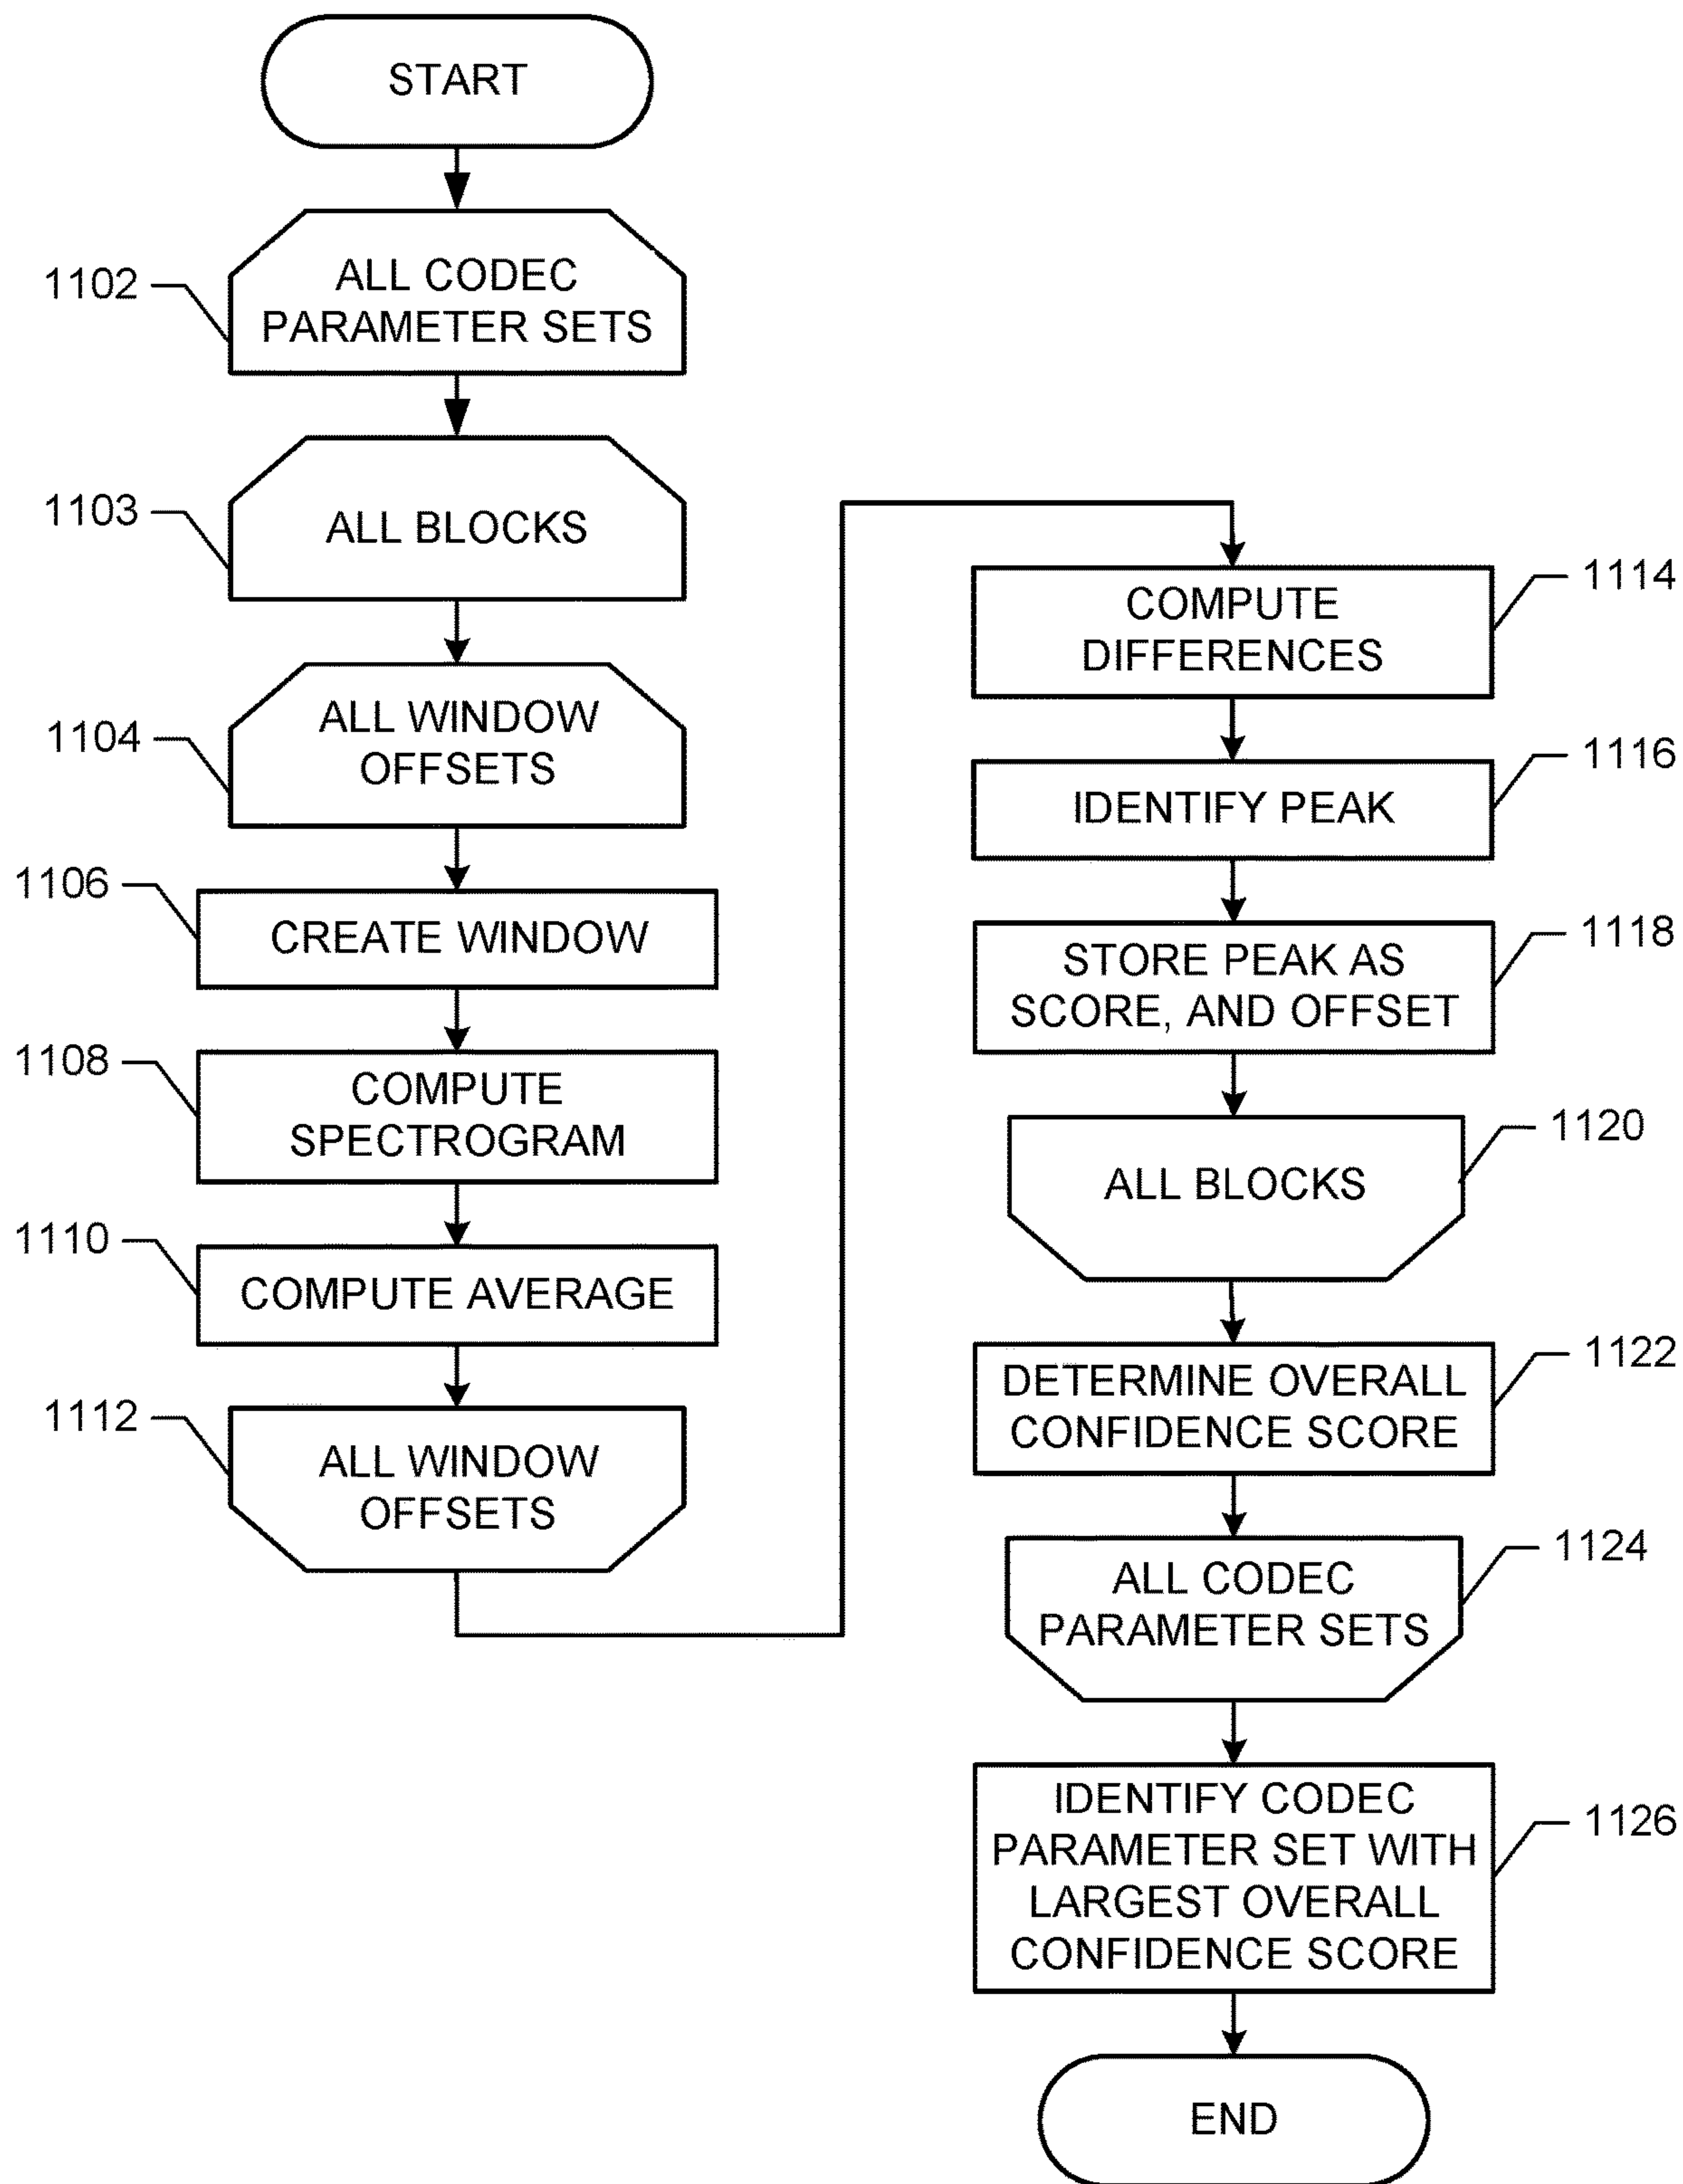 START
1102
ALL CODEC
PARAMETER SETS
1103
ALL BLOCKS
1104
ALL WINDOW
OFFSETS
1106
CREATE WINDOW
1108
COMPUTE
SPECTROGRAM
1110
COMPUTE AVERAGE
1112
ALL WINDOW
OFFSETS
1114
COMPUTE
DIFFERENCES
1116
IDENTIFY PEAK
1118
STORE PEAK AS
SCORE, AND OFFSET
1120
ALL BLOCKS
1122
DETERMINE OVERALL
CONFIDENCE SCORE
1124
ALL CODEC
PARAMETER SETS
1126
IDENTIFY CODEC
PARAMETER SET WITH
LARGEST OVERALL
CONFIDENCE SCORE
END